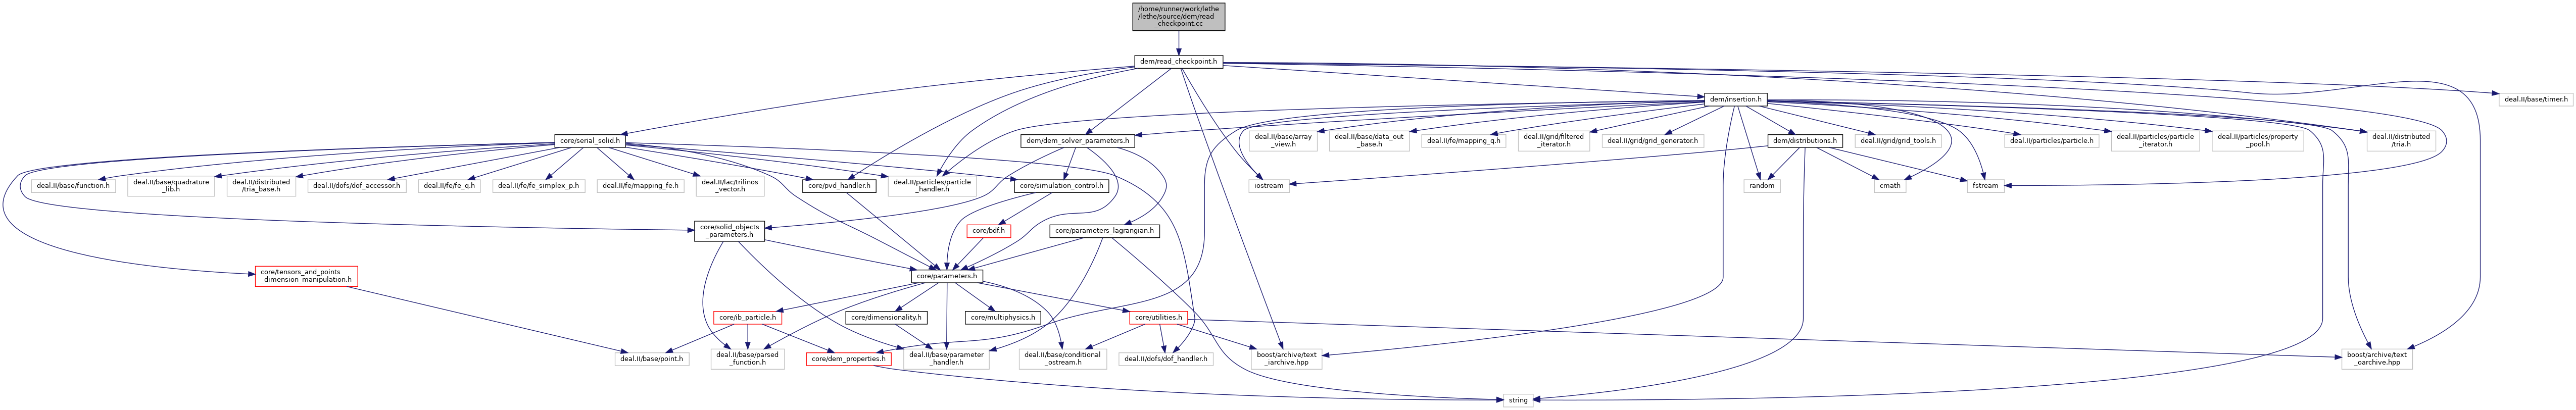 /home/runner/work/lethe
/lethe/source/dem/read
_checkpoint.cc
dem/read_checkpoint.h
dem/insertion.h
deal.II/base/timer.h
core/serial_solid.h
dem/dem_solver_parameters.h
deal.II/base/array
_view.h
deal.II/base/data_out
_base.h
deal.II/fe/mapping_q.h
deal.II/grid/filtered
_iterator.h
deal.II/grid/grid_generator.h
dem/distributions.h
deal.II/grid/grid_tools.h
deal.II/particles/particle.h
deal.II/particles/particle
_iterator.h
deal.II/particles/property
_pool.h
deal.II/distributed
/tria.h
deal.II/base/function.h
deal.II/base/quadrature
_lib.h
deal.II/distributed
/tria_base.h
deal.II/dofs/dof_accessor.h
deal.II/fe/fe_q.h
deal.II/fe/fe_simplex_p.h
deal.II/fe/mapping_fe.h
deal.II/lac/trilinos
_vector.h
core/pvd_handler.h
deal.II/particles/particle
_handler.h
core/simulation_control.h
iostream
random
cmath
fstream
core/solid_objects
_parameters.h
core/bdf.h
core/parameters_lagrangian.h
core/tensors_and_points
_dimension_manipulation.h
core/parameters.h
core/ib_particle.h
core/dimensionality.h
core/multiphysics.h
core/utilities.h
deal.II/base/point.h
deal.II/base/parsed
_function.h
core/dem_properties.h
deal.II/base/parameter
_handler.h
deal.II/base/conditional
_ostream.h
deal.II/dofs/dof_handler.h
boost/archive/text
_iarchive.hpp
boost/archive/text
_oarchive.hpp
string